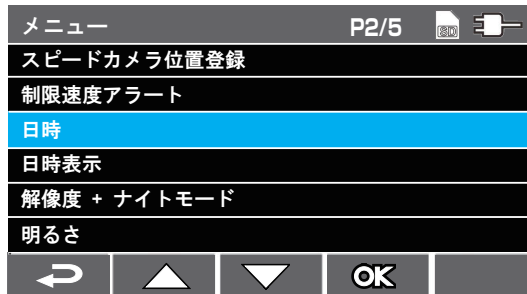 メニュー P2/5 SD
スピードカメラ位置登録
制限速度アラート
日時
日時表示
解像度 + ナイトモード
明るさ
OK